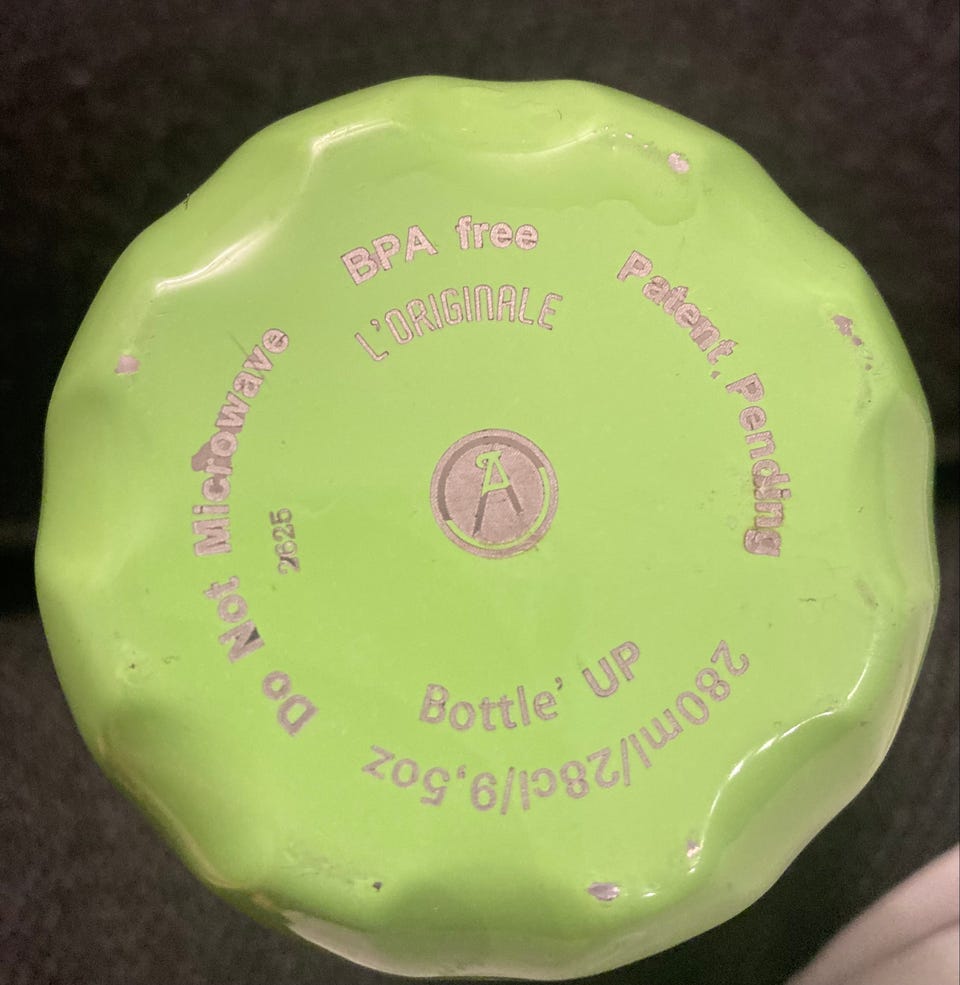 BPA free
L'ORIGINALE
Patent. Pending
280ml/28cl/9,5oz
Bottle' UP
Do Not Microwave
2625